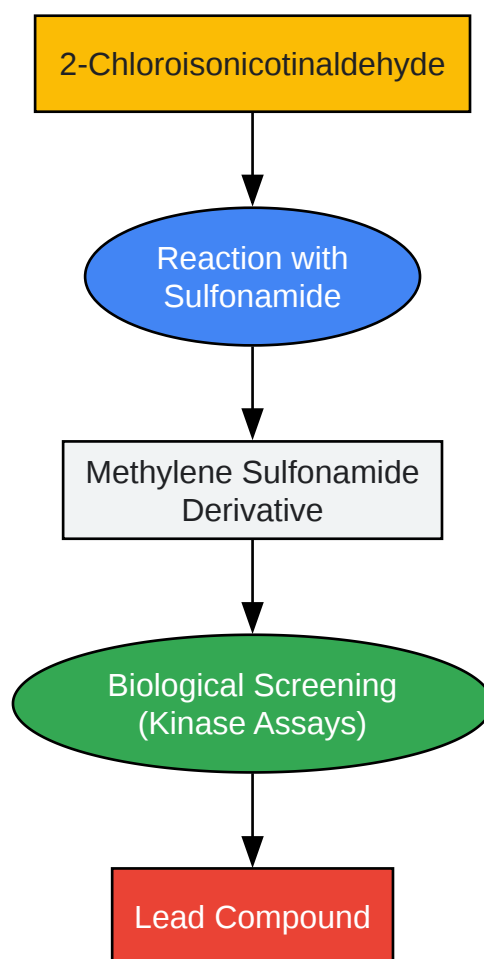 2-Chloroisonicotinaldehyde
Reaction with
Sulfonamide
Methylene Sulfonamide
Derivative
Biological Screening
(Kinase Assays)
Lead Compound